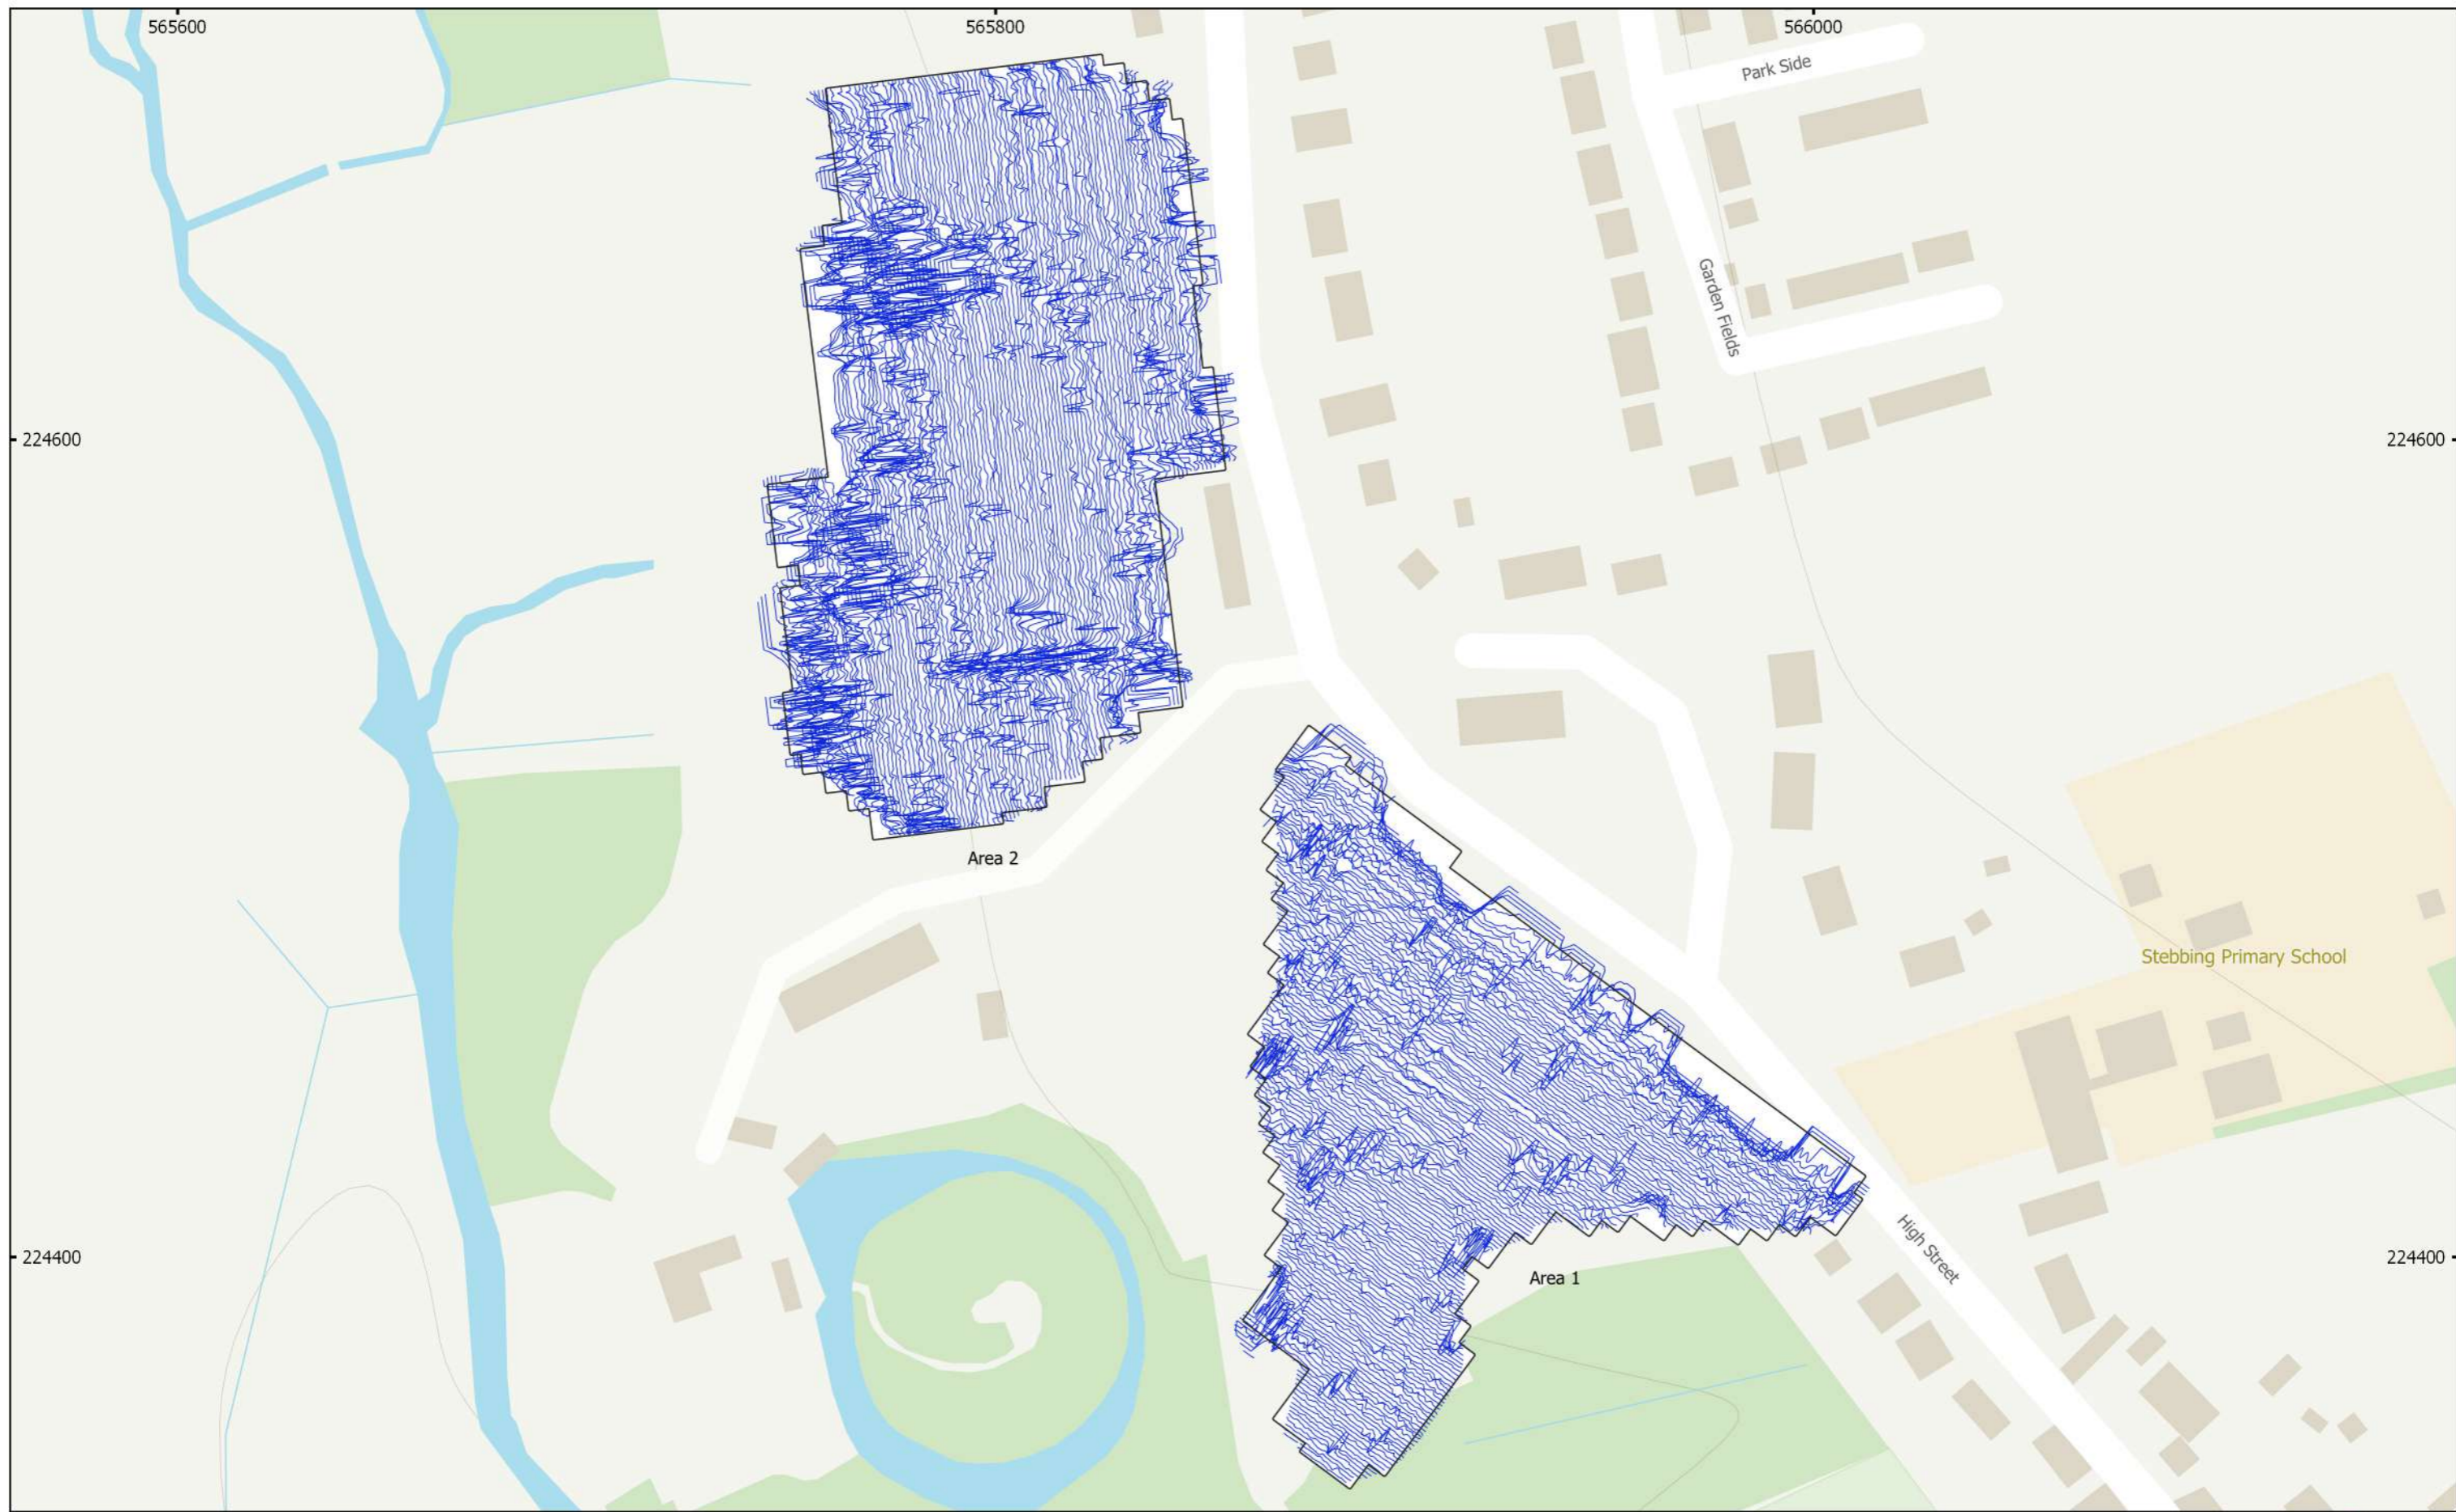 565600
565800
566000
Park Side
Garden Fields
224600
224600
Area 2
Stebbing Primary School
High Street
224400
224400
Area 1